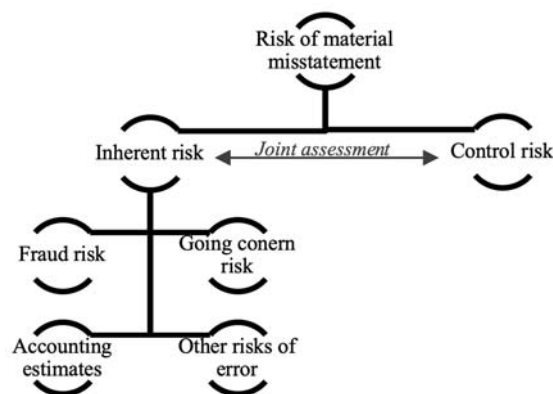 Risk of material
misstatement
Inherent risk
Joint assessment
Control risk
Fraud risk
Going conern
risk
Accounting
estimates
Other risks of
error